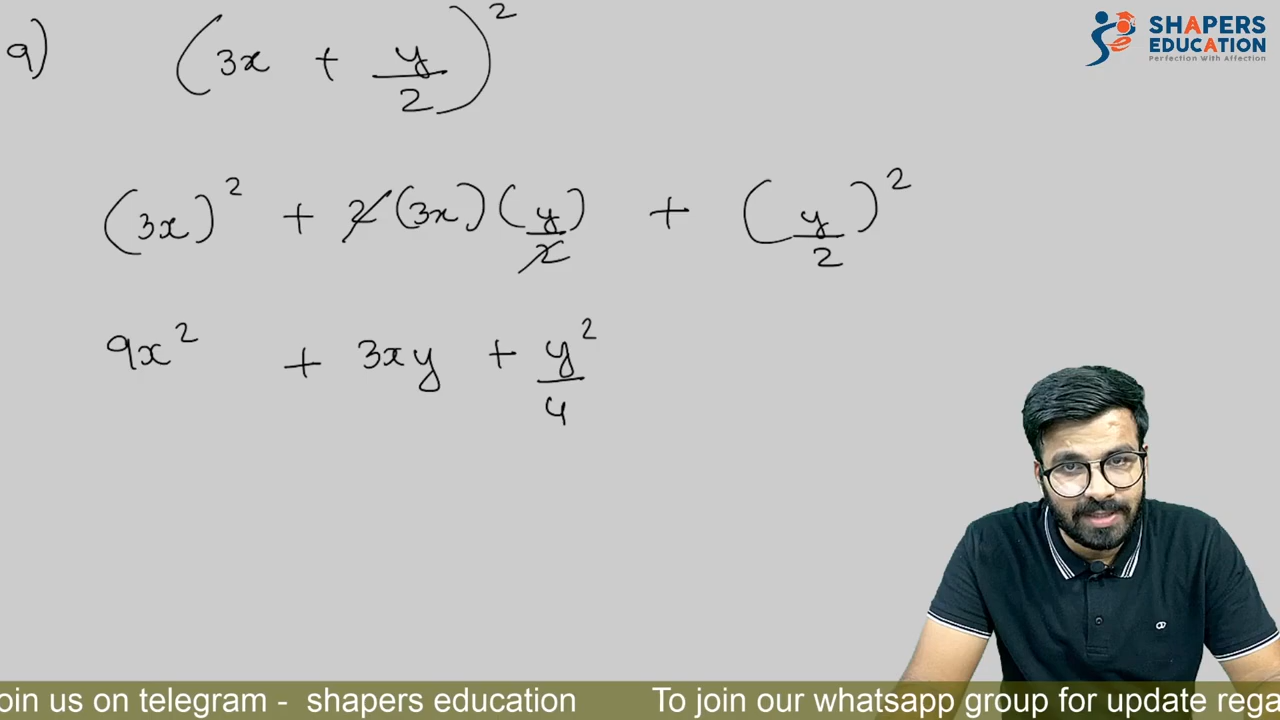 9) (3x + y/2)²
SHAPERS
EDUCATION
Perfection With Affection
(3x)² + 2(3x)(y/2) + (y/2)²
9x² + 3xy + y²/4
oin us on telegram - shapers education To join our whatsapp group for update rega